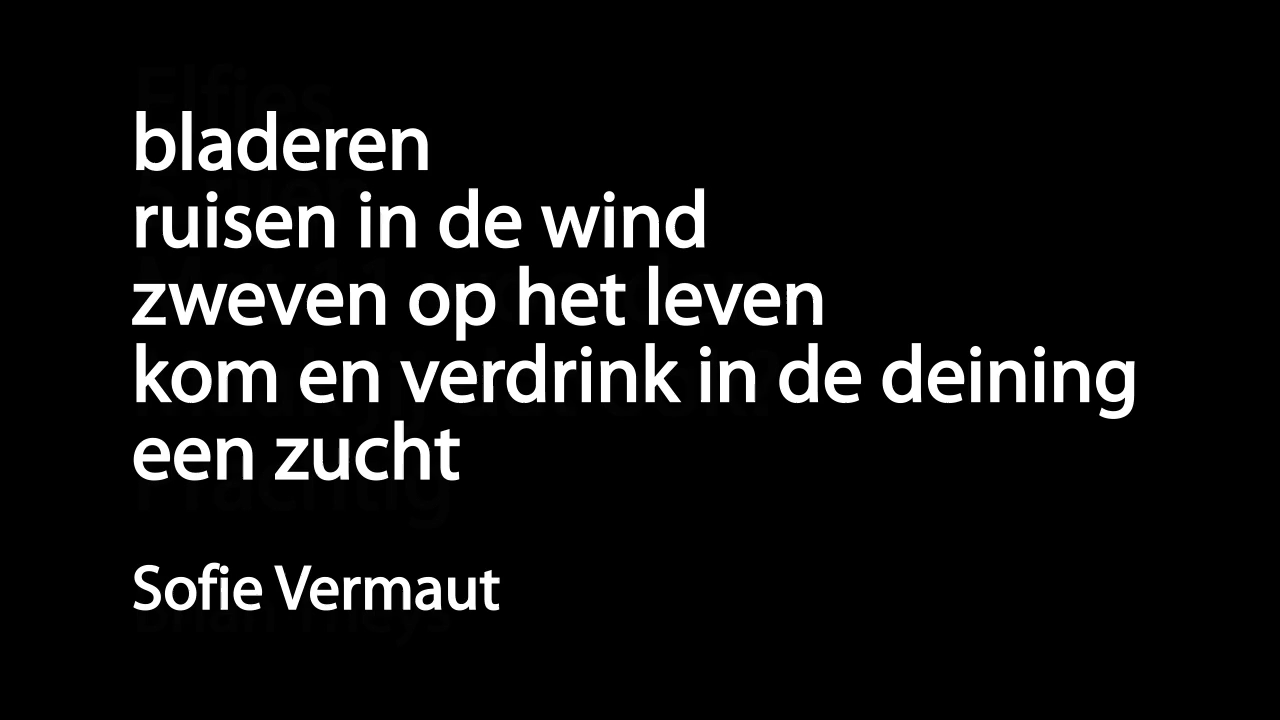 bladeren
ruisen in de wind
zweven op het leven
kom en verdrink in de deining
een zucht
Sofie Vermaut